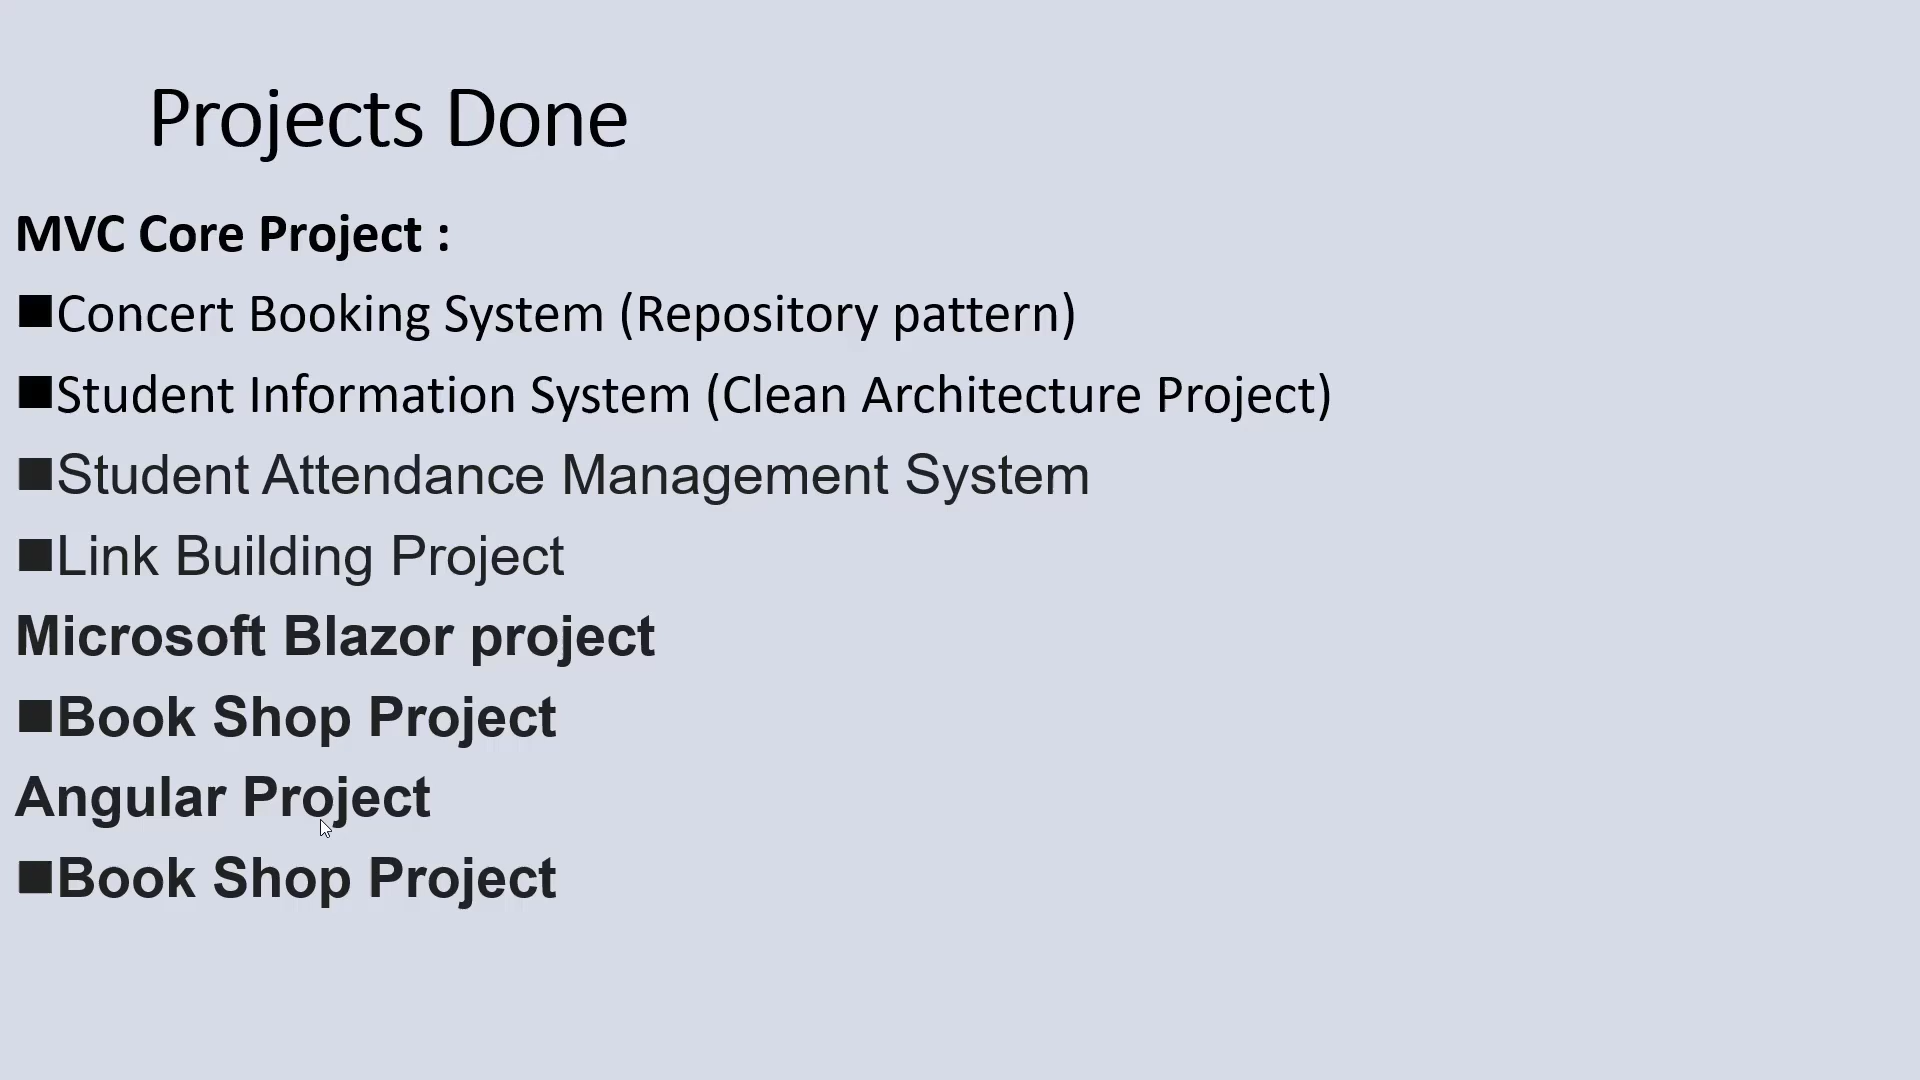 Projects Done
MVC Core Project :
■Concert Booking System (Repository pattern)
■Student Information System (Clean Architecture Project)
■Student Attendance Management System
■Link Building Project
Microsoft Blazor project
■Book Shop Project
Angular Project
■Book Shop Project